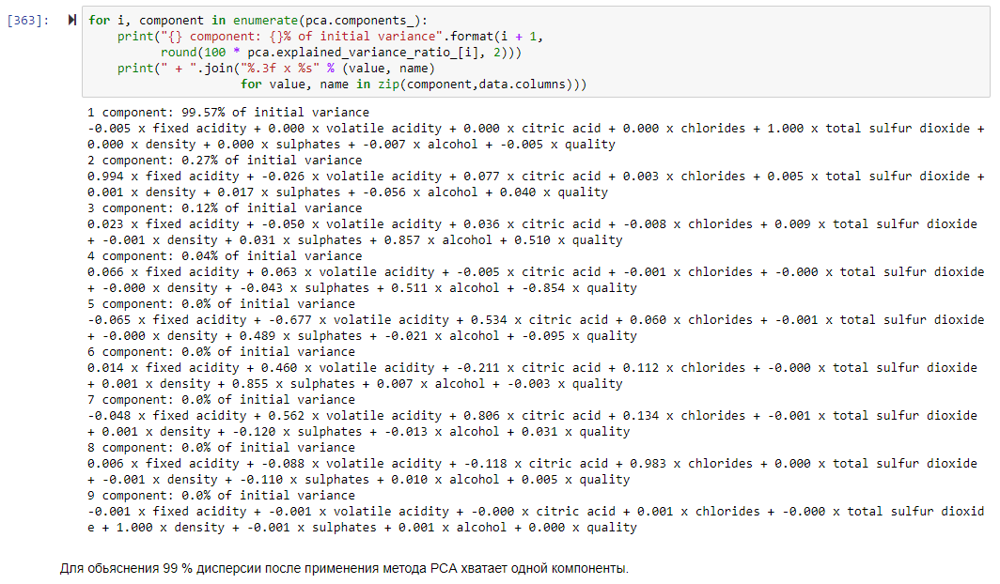 [363]: for i, component in enumerate(pca.components_):
print("{} component: {}% of initial variance".format(i + 1,
round(100 * pca.explained_variance_ratio_[i], 2)))
print(" + ".join("%.3f x %s" % (value, name)
for value, name in zip(component,data.columns)))
1 component: 99.57% of initial variance
-0.005 x fixed acidity + 0.000 x volatile acidity + 0.000 x citric acid + 0.000 x chlorides + 1.000 x total sulfur dioxide +
0.000 x density + 0.000 x sulphates + -0.007 x alcohol + -0.005 x quality
2 component: 0.27% of initial variance
0.994 x fixed acidity + -0.026 x volatile acidity + 0.077 x citric acid + 0.003 x chlorides + 0.005 x total sulfur dioxide +
0.001 x density + 0.017 x sulphates + -0.056 x alcohol + 0.040 x quality
3 component: 0.12% of initial variance
0.023 x fixed acidity + -0.050 x volatile acidity + 0.036 x citric acid + -0.008 x chlorides + 0.009 x total sulfur dioxide
+ -0.001 x density + 0.031 x sulphates + 0.857 x alcohol + 0.510 x quality
4 component: 0.04% of initial variance
0.066 x fixed acidity + 0.063 x volatile acidity + -0.005 x citric acid + -0.001 x chlorides + -0.000 x total sulfur dioxide
+ -0.000 x density + -0.043 x sulphates + 0.511 x alcohol + -0.854 x quality
5 component: 0.0% of initial variance
-0.065 x fixed acidity + -0.677 x volatile acidity + 0.534 x citric acid + 0.060 x chlorides + -0.001 x total sulfur dioxide
+ -0.000 x density + 0.489 x sulphates + -0.021 x alcohol + -0.095 x quality
6 component: 0.0% of initial variance
0.014 x fixed acidity + 0.460 x volatile acidity + -0.211 x citric acid + 0.112 x chlorides + -0.000 x total sulfur dioxide
+ 0.001 x density + 0.855 x sulphates + 0.007 x alcohol + -0.003 x quality
7 component: 0.0% of initial variance
-0.048 x fixed acidity + 0.562 x volatile acidity + 0.806 x citric acid + 0.134 x chlorides + -0.001 x total sulfur dioxide
+ 0.001 x density + -0.120 x sulphates + -0.013 x alcohol + 0.031 x quality
8 component: 0.0% of initial variance
0.006 x fixed acidity + -0.088 x volatile acidity + -0.118 x citric acid + 0.983 x chlorides + 0.000 x total sulfur dioxide
+ -0.001 x density + -0.110 x sulphates + 0.010 x alcohol + 0.005 x quality
9 component: 0.0% of initial variance
-0.001 x fixed acidity + -0.001 x volatile acidity + -0.000 x citric acid + 0.001 x chlorides + -0.000 x total sulfur dioxid
e + 1.000 x density + -0.001 x sulphates + 0.001 x alcohol + 0.000 x quality
Для обьяснения 99 % дисперсии после применения метода PCA хватает одной компоненты.